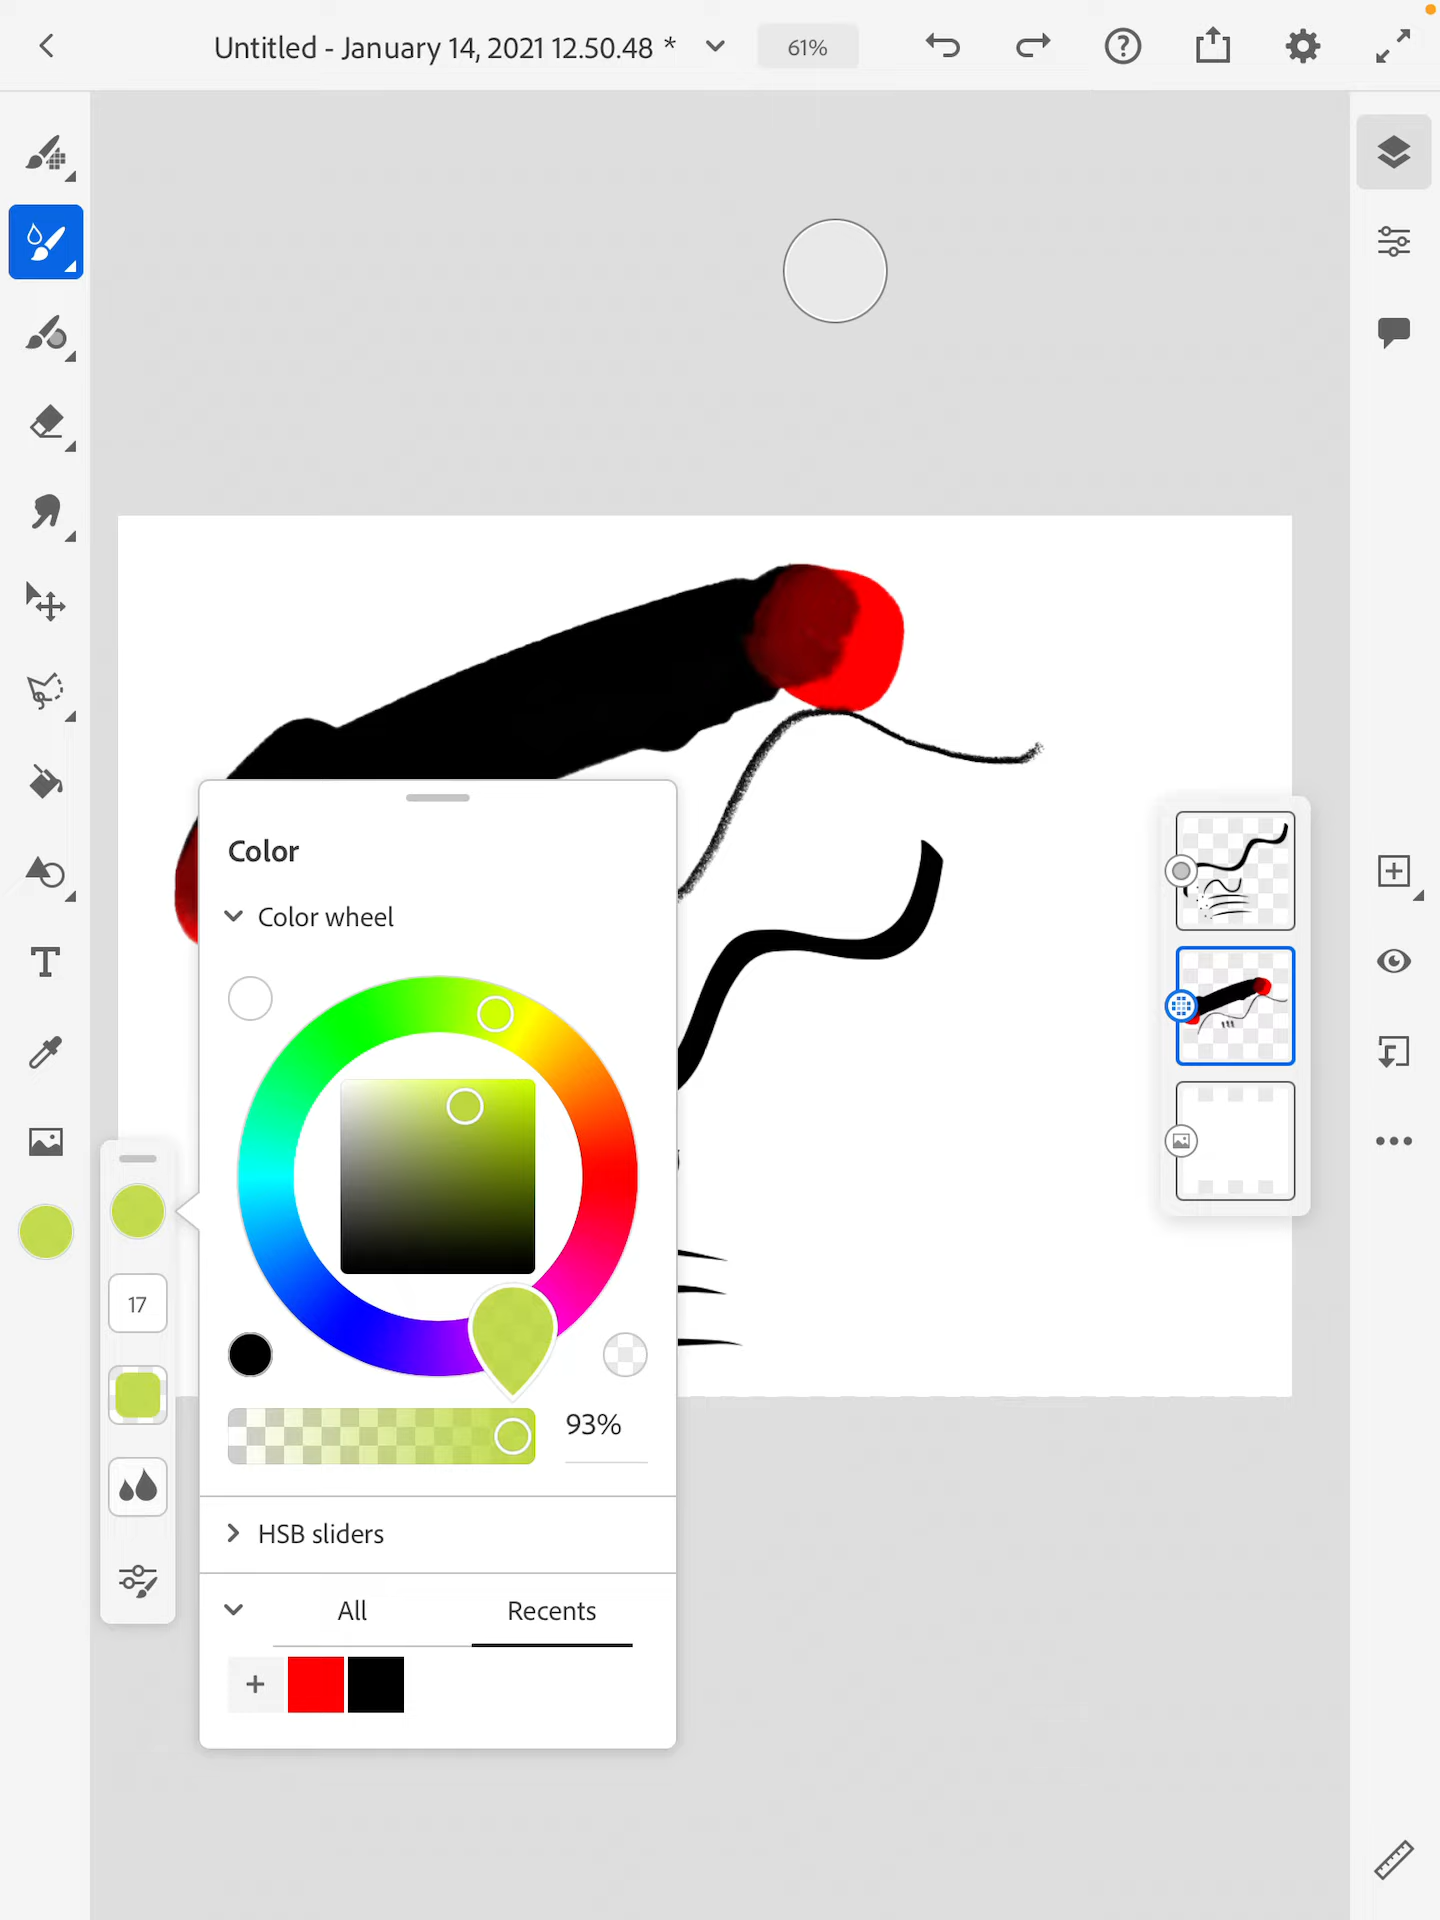 Untitled - January 14, 2021 12.50.48 *
61%
Color
Color wheel
17
93%
HSB sliders
All
Recents